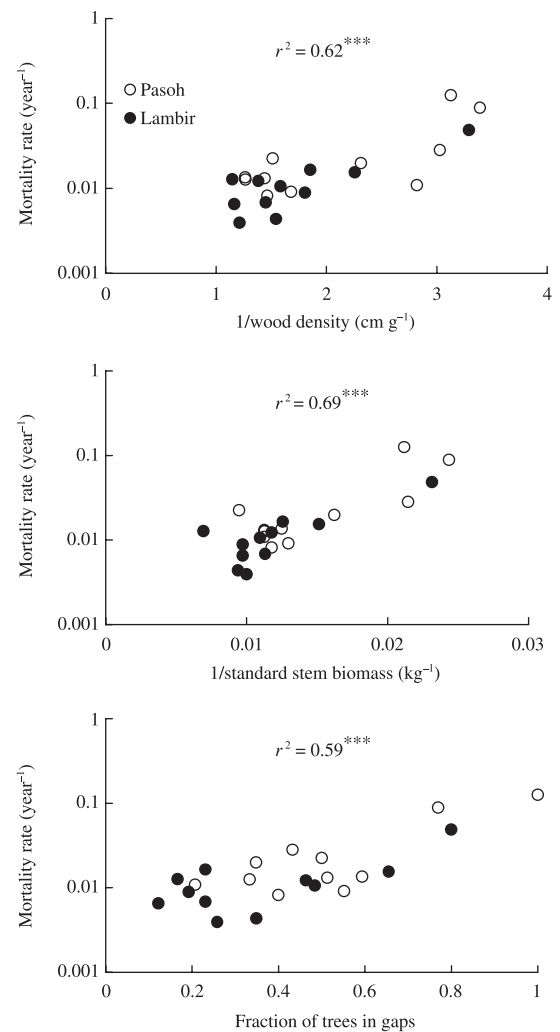 1
r² = 0.62***
0.1
Pasoh
Lambir
0.01
0.001
Mortality rate (year⁻¹)
0 1 2 3 4
1/wood density (cm g⁻¹)
1
r² = 0.69***
0.1
0.01
0.001
Mortality rate (year⁻¹)
0 0.01 0.02 0.03
1/standard stem biomass (kg⁻¹)
1
r² = 0.59***
0.1
0.01
0.001
Mortality rate (year⁻¹)
0 0.2 0.4 0.6 0.8 1
Fraction of trees in gaps